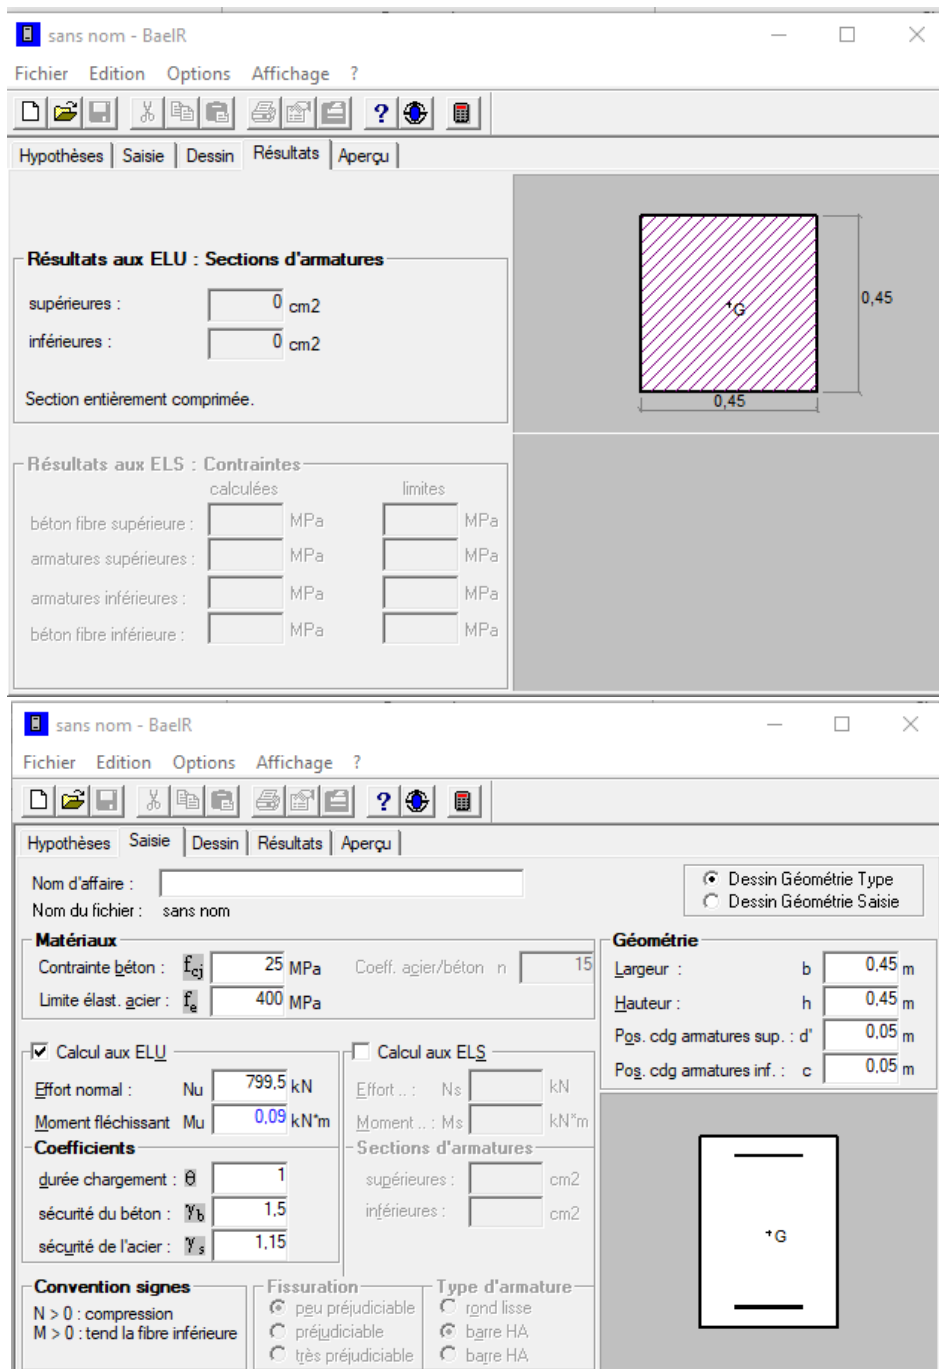 sans nom - BaelR
Fichier Edition Options Affichage ?
Hypothèses Saisie Dessin Résultats Aperçu
Résultats aux ELU : Sections d'armatures
supérieures : 0 cm2
inférieures : 0 cm2
Section entièrement comprimée.
G
0,45
0,45
Résultats aux ELS : Contraintes
calculées limites
béton fibre supérieure : MPa MPa
armatures supérieures : MPa MPa
armatures inférieures : MPa MPa
béton fibre inférieure : MPa MPa
sans nom - BaelR
Fichier Edition Options Affichage ?
Hypothèses Saisie Dessin Résultats Aperçu
Nom d'affaire :
Nom du fichier : sans nom
Dessin Géométrie Type
Dessin Géométrie Saisie
Matériaux
Contrainte béton : fcj 25 MPa Coeff. acier/béton n 15
Limite élast. acier : fe 400 MPa
Géométrie
Largeur : b 0,45 m
Hauteur : h 0,45 m
Pos. cdg armatures sup. : d' 0,05 m
Pos. cdg armatures inf. : c 0,05 m
Calcul aux ELU
Effort normal : Nu 799,5 kN
Moment fléchissant Mu 0,09 kN*m
Calcul aux ELS
Effort .. : Ns kN
Moment .. : Ms kN*m
Coefficients
durée chargement : θ 1
sécurité du béton : γb 1,5
sécurité de l'acier : γs 1,15
Sections d'armatures
supérieures : cm2
inférieures : cm2
G
Convention signes
N > 0 : compression
M > 0 : tend la fibre inférieure
Fissuration
peu préjudiciable
préjudiciable
très préjudiciable
Type d'armature
rond lisse
barre HA
barre HA